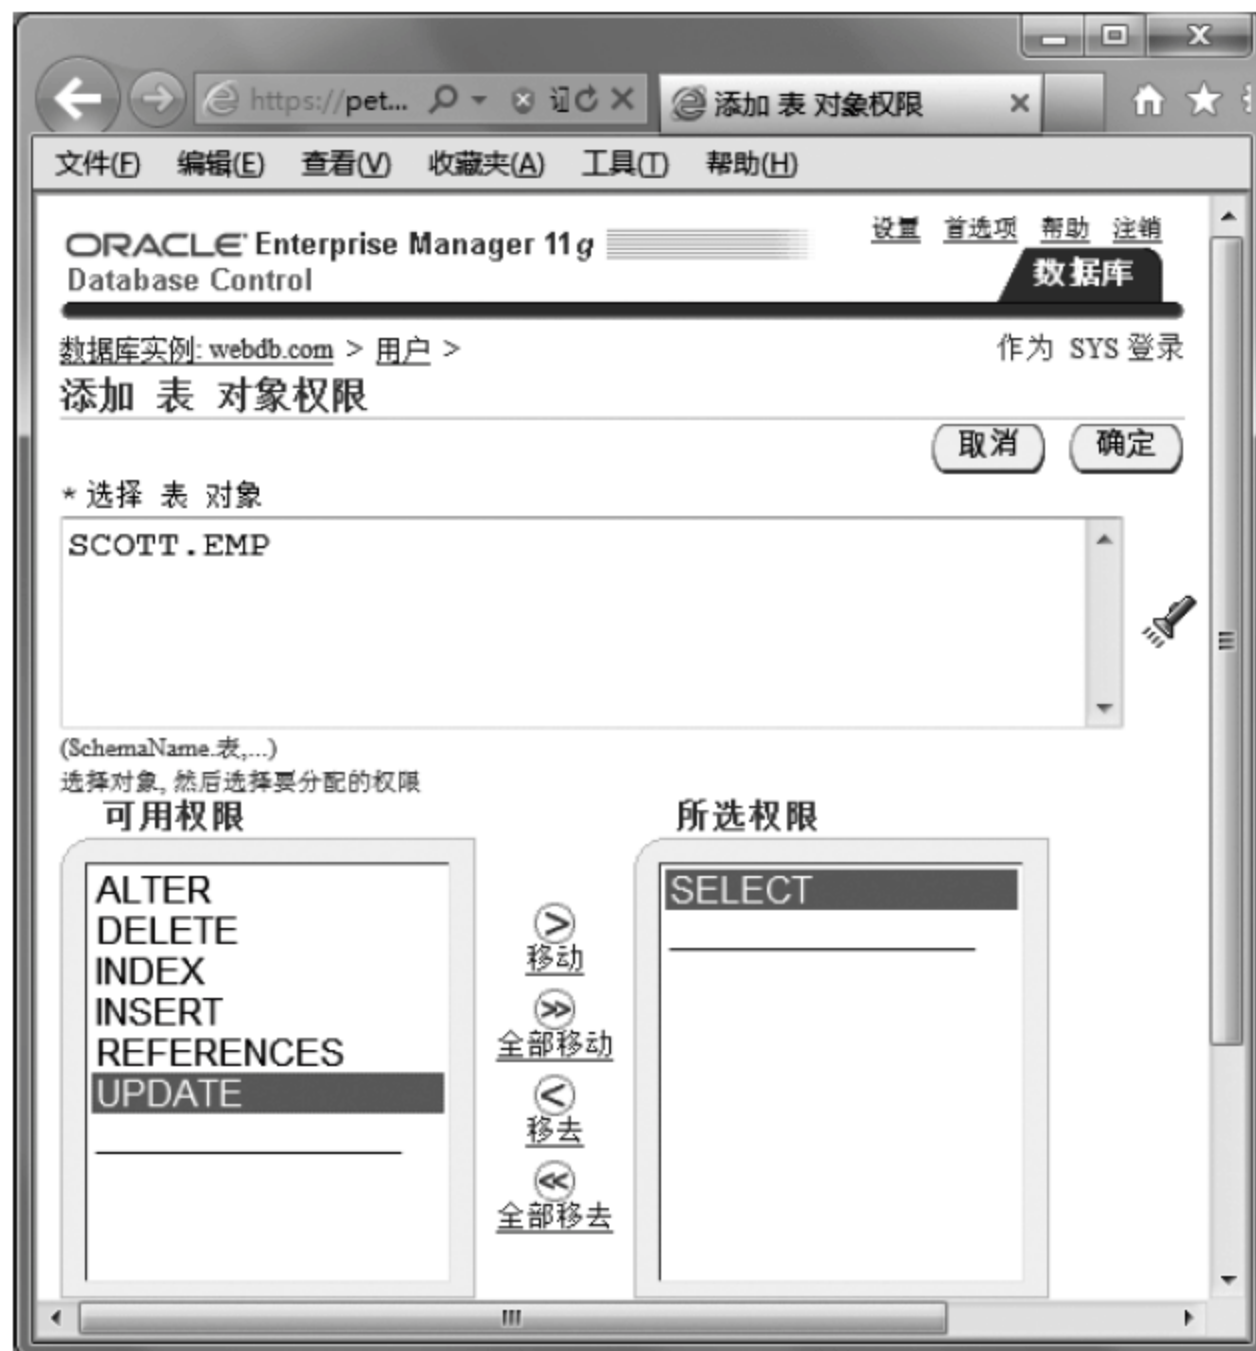 https://pet...
证
添加 表 对象权限
文件(F) 编辑(E) 查看(V) 收藏夹(A) 工具(T) 帮助(H)
ORACLE Enterprise Manager 11g
Database Control
设置 首选项 帮助 注销
数据库
数据库实例: webdb.com > 用户 >
作为 SYS 登录
添加 表 对象权限
取消 确定
* 选择 表 对象
SCOTT.EMP
(SchemaName.表,...)
选择对象, 然后选择要分配的权限
可用权限
ALTER
DELETE
INDEX
INSERT
REFERENCES
UPDATE
移动
全部移动
移去
全部移去
所选权限
SELECT